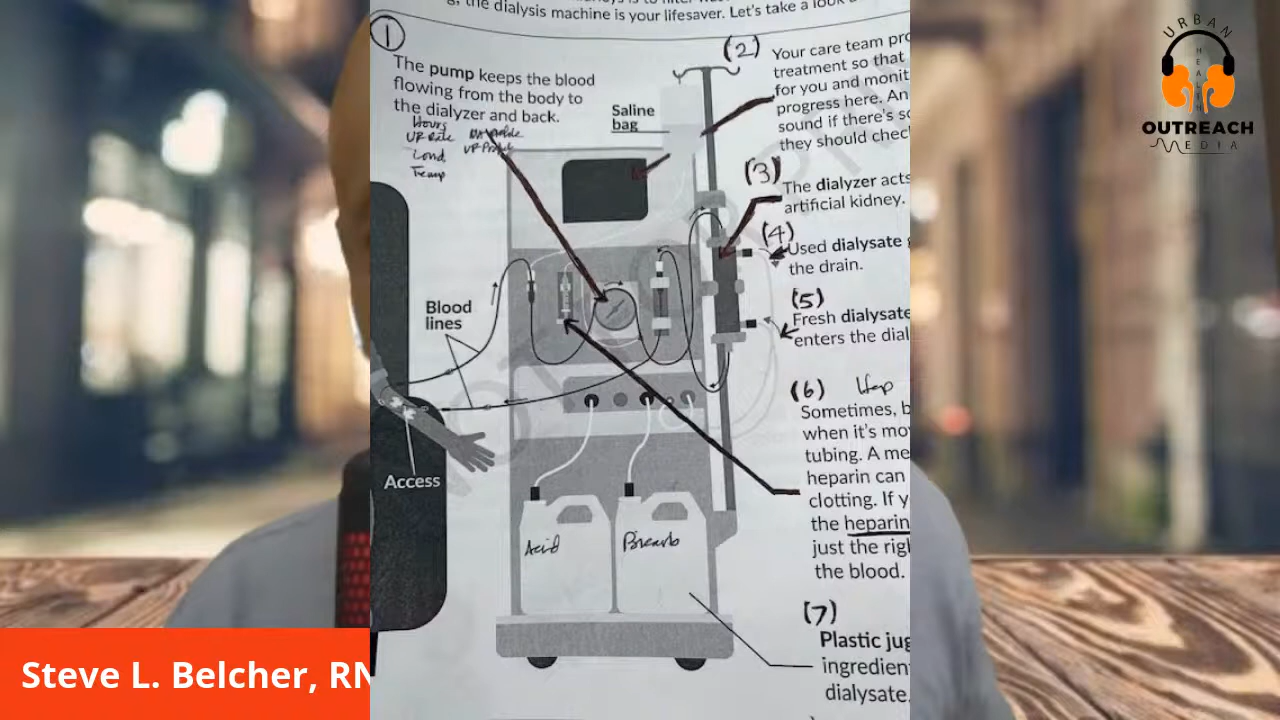 g, the dialysis machine is your lifesaver. Let's take a look a
1
The pump keeps the blood
flowing from the body to
the dialyzer and back.
Hours
UF Rate
Cond
Temp
UF Profile
Saline
bag
(2)
Your care team pro
treatment so that
for you and monit
progress here. An
sound if there's so
they should chec
(3)
The dialyzer acts
artificial kidney.
(4)
Used dialysate g
the drain.
(5)
Fresh dialysate
enters the dial
Blood
lines
Access
(6) Hep
Sometimes, b
when it's mo
tubing. A me
heparin can
clotting. If y
the heparin
just the rig
the blood.
Acid
Bicarb
(7)
Plastic jug
ingredien
dialysate.
Steve L. Belcher, RN
URBAN
HEALTH
OUTREACH
MEDIA